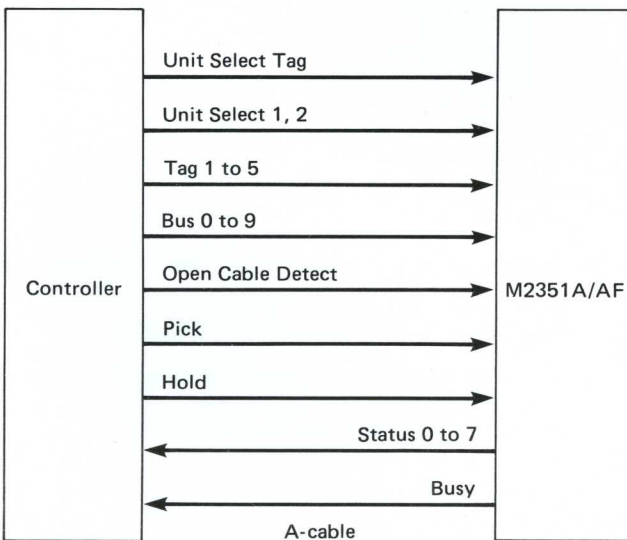 Unit Select Tag
Unit Select 1, 2
Tag 1 to 5
Bus 0 to 9
Open Cable Detect
Controller
M2351A/AF
Pick
Hold
Status 0 to 7
Busy
A-cable